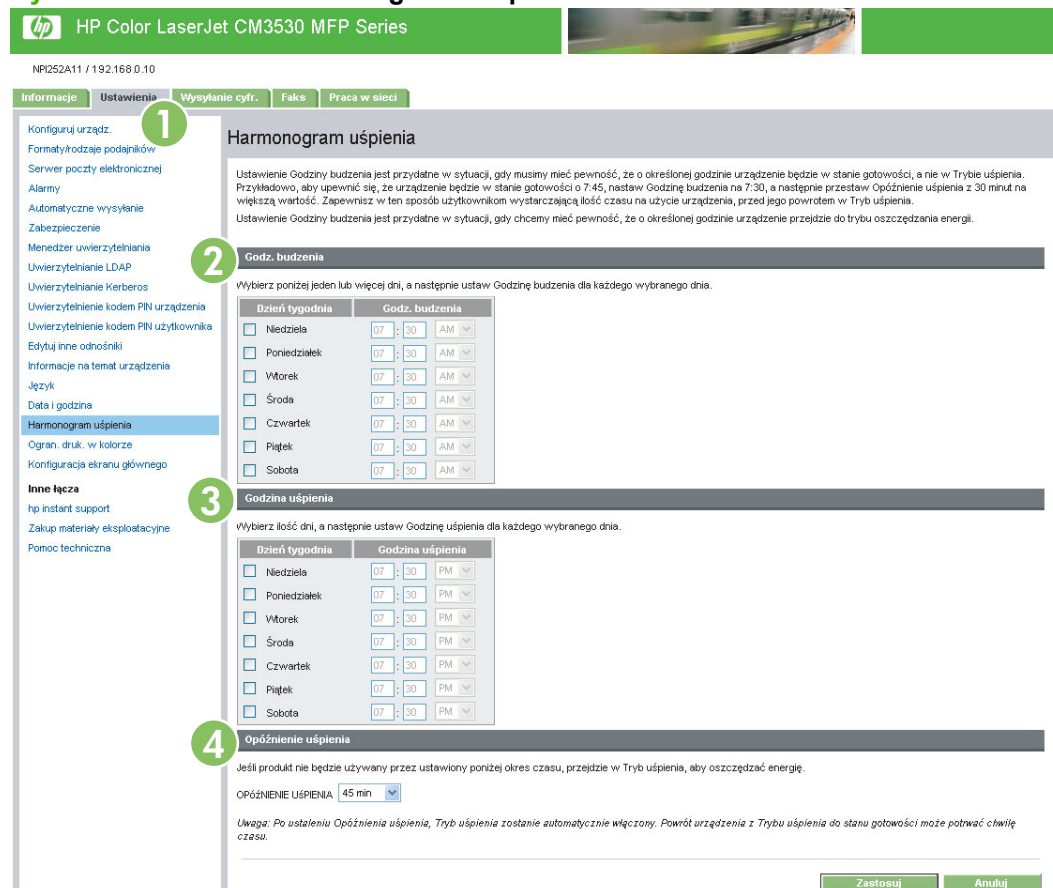 HP Color LaserJet CM3530 MFP Series
NPI252A11 / 192.168.0.10
Informacje Ustawienia Wysyłanie cyfr. Faks Praca w sieci
1
Konfiguruj urządz.
Formaty/rodzaje podajników
Serwer poczty elektronicznej
Alarmy
Automatyczne wysyłanie
Zabezpieczenie
Menedżer uwierzytelniania
Uwierzytelnianie LDAP
Uwierzytelnianie Kerberos
Uwierzytelnienie kodem PIN urządzenia
Uwierzytelnienie kodem PIN użytkownika
Edytuj inne odnośniki
Informacje na temat urządzenia
Język
Data i godzina
Harmonogram uśpienia
Ogran. druk. w kolorze
Konfiguracja ekranu głównego
Inne łącza
hp instant support
Zakup materiały eksploatacyjne
Pomoc techniczna
Harmonogram uśpienia
Ustawienie Godziny budzenia jest przydatne w sytuacji, gdy musimy mieć pewność, że o określonej godzinie urządzenie będzie w stanie gotowości, a nie w Trybie uśpienia.
Przykładowo, aby upewnić się, że urządzenie będzie w stanie gotowości o 7:45, nastaw Godzinę budzenia na 7:30, a następnie przestaw Opóźnienie uśpienia z 30 minut na
większą wartość. Zapewnisz w ten sposób użytkownikom wystarczającą ilość czasu na użycie urządzenia, przed jego powrotem w Tryb uśpienia.
Ustawienie Godziny budzenia jest przydatne w sytuacji, gdy chcemy mieć pewność, że o określonej godzinie urządzenie przejdzie do trybu oszczędzania energii.
2 Godz. budzenia
Wybierz poniżej jeden lub więcej dni, a następnie ustaw Godzinę budzenia dla każdego wybranego dnia.
Dzień tygodnia Godz. budzenia
Niedziela 07 : 30 AM
Poniedziałek 07 : 30 AM
Wtorek 07 : 30 AM
Środa 07 : 30 AM
Czwartek 07 : 30 AM
Piątek 07 : 30 AM
Sobota 07 : 30 AM
3 Godzina uśpienia
Wybierz ilość dni, a następnie ustaw Godzinę uśpienia dla każdego wybranego dnia.
Dzień tygodnia Godzina uśpienia
Niedziela 07 : 30 PM
Poniedziałek 07 : 30 PM
Wtorek 07 : 30 PM
Środa 07 : 30 PM
Czwartek 07 : 30 PM
Piątek 07 : 30 PM
Sobota 07 : 30 PM
4 Opóźnienie uśpienia
Jeśli produkt nie będzie używany przez ustawiony poniżej okres czasu, przejdzie w Tryb uśpienia, aby oszczędzać energię.
OPóźNIENIE UśPIENIA 45 min
Uwaga: Po ustaleniu Opóźnienia uśpienia, Tryb uśpienia zostanie automatycznie włączony. Powrót urządzenia z Trybu uśpienia do stanu gotowości może potrwać chwilę
czasu.
Zastosuj Anuluj